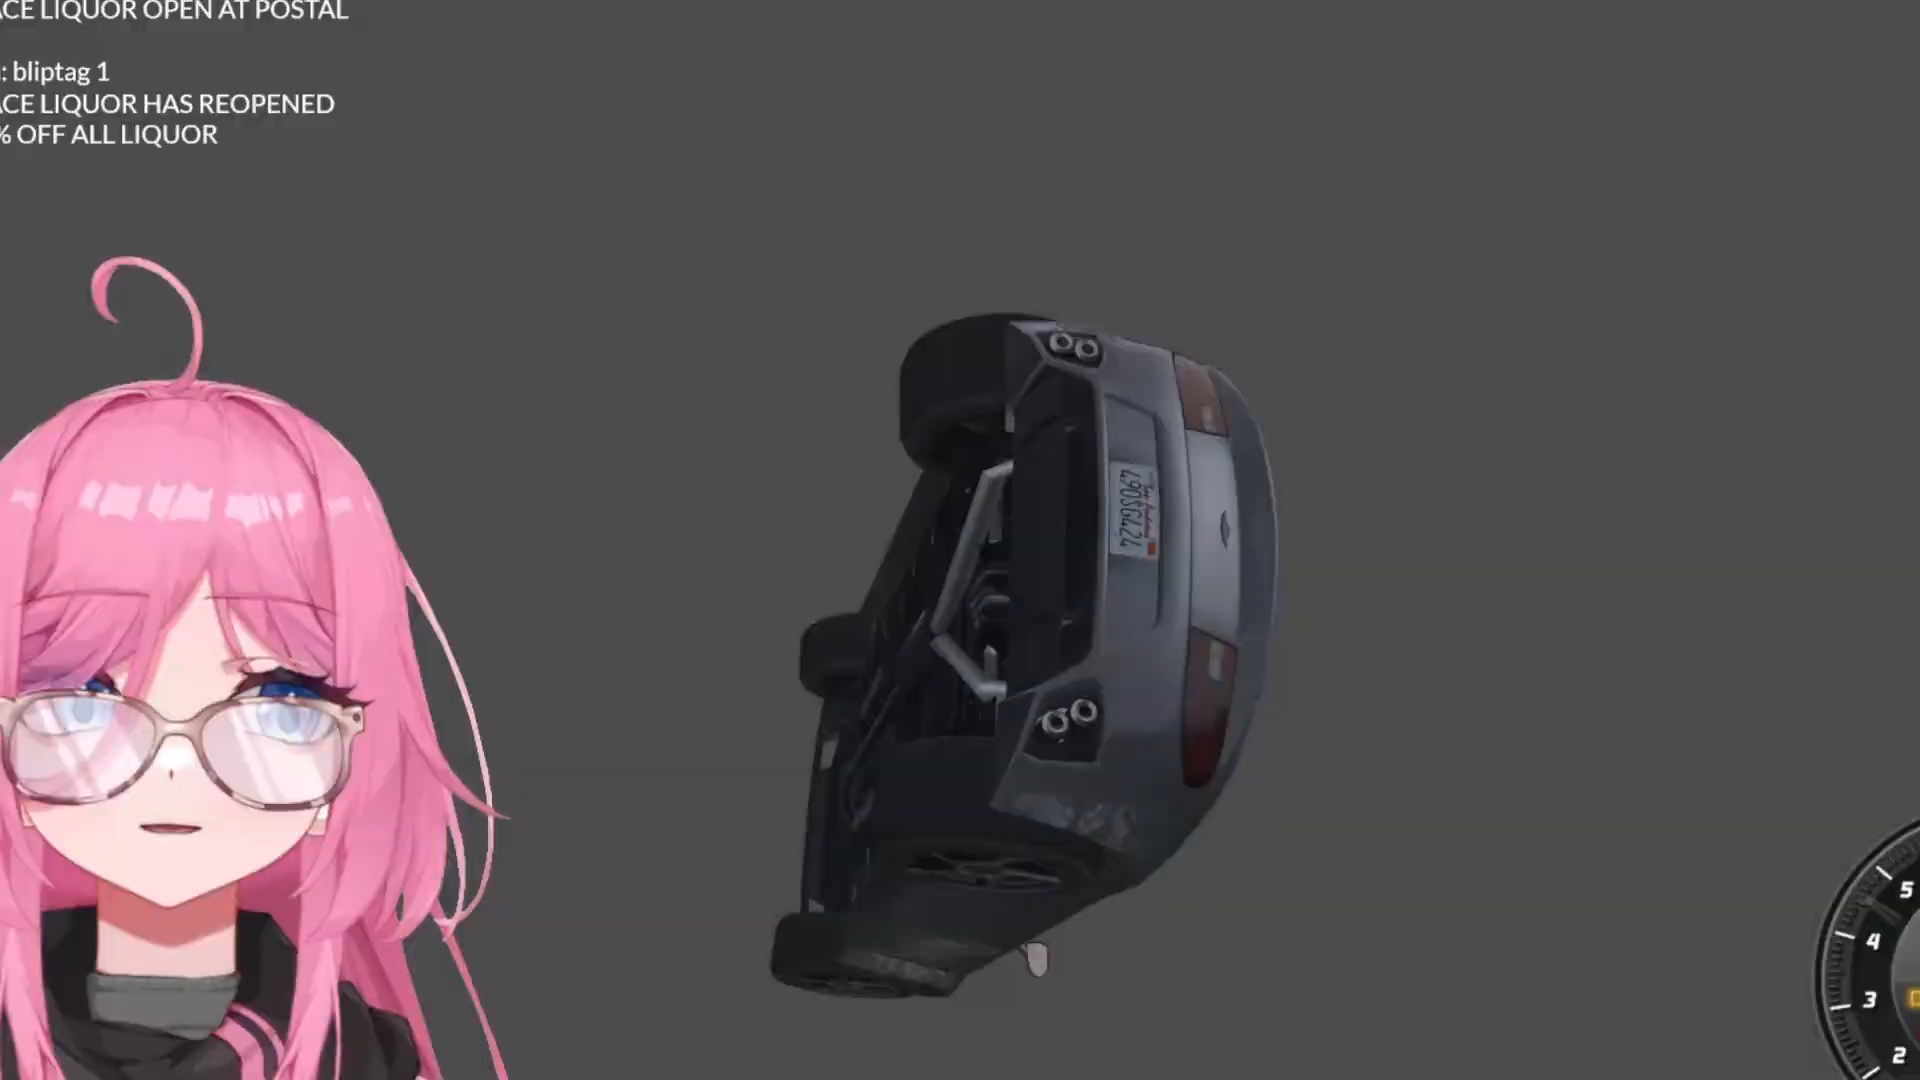 ACE LIQUOR OPEN AT POSTAL
: bliptag 1
ACE LIQUOR HAS REOPENED
% OFF ALL LIQUOR
5
4
3
2